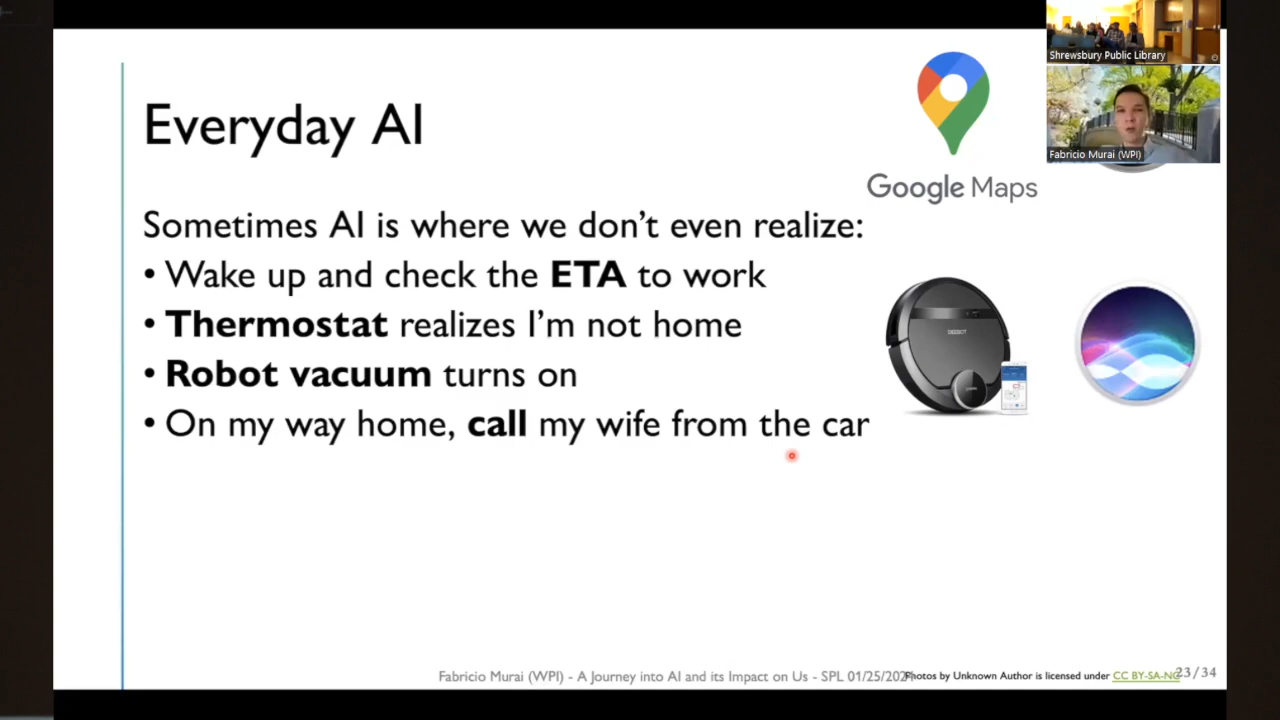 Shrewsbury Public Library
Fabricio Murai (WPI)
Everyday AI
Google Maps
Sometimes AI is where we don't even realize:
• Wake up and check the ETA to work
• Thermostat realizes I'm not home
• Robot vacuum turns on
• On my way home, call my wife from the car
DEEBOT
Fabricio Murai (WPI) - A Journey into AI and its Impact on Us - SPL 01/25/202
Photos by Unknown Author is licensed under CC BY-SA-NC
23/34